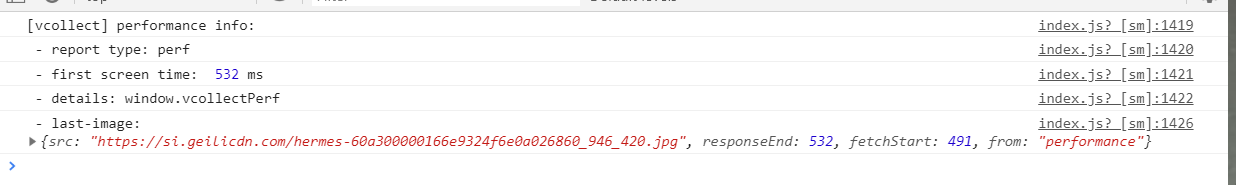 top
[vcollect] performance info: index.js? [sm]:1419
- report type: perf index.js? [sm]:1420
- first screen time: 532 ms index.js? [sm]:1421
- details: window.vcollectPerf index.js? [sm]:1422
- last-image: index.js? [sm]:1426
{src: "https://si.geilicdn.com/hermes-60a300000166e9324f6e0a026860_946_420.jpg", responseEnd: 532, fetchStart: 491, from: "performance"}